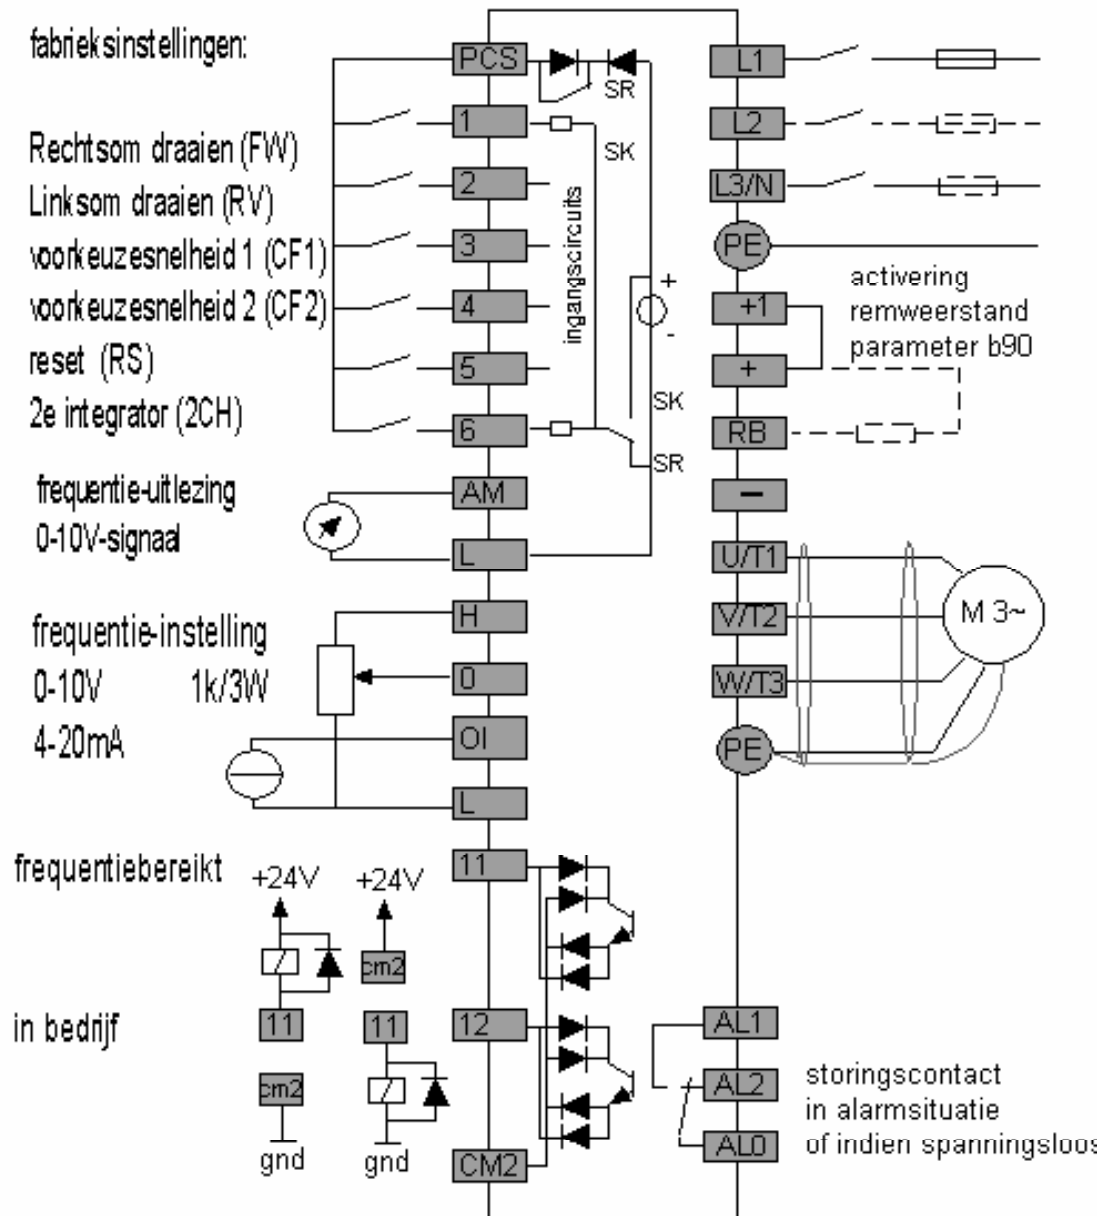 fabrieksinstellingen:
Rechtsom draaien (FW)
Linksom draaien (RV)
voorkeuzesnelheid 1 (CF1)
voorkeuzesnelheid 2 (CF2)
reset (RS)
2e integrator (2CH)
frequentie-uitlezing
0-10V-signaal
frequentie-instelling
0-10V 1k/3W
4-20mA
frequentiebereikt
in bedrijf
+24V
11
cm2
gnd
+24V
cm2
11
gnd
PCS
1
2
3
4
5
6
AM
L
H
0
OI
L
11
12
CM2
SR
SK
ingangscircuits
+
-
SK
SR
L1
L2
L3/N
PE
+1
+
RB
-
U/T1
V/T2
W/T3
PE
activering
remweerstand
parameter b90
M 3~
AL1
AL2
AL0
storingscontact
in alarmsituatie
of indien spanningsloos